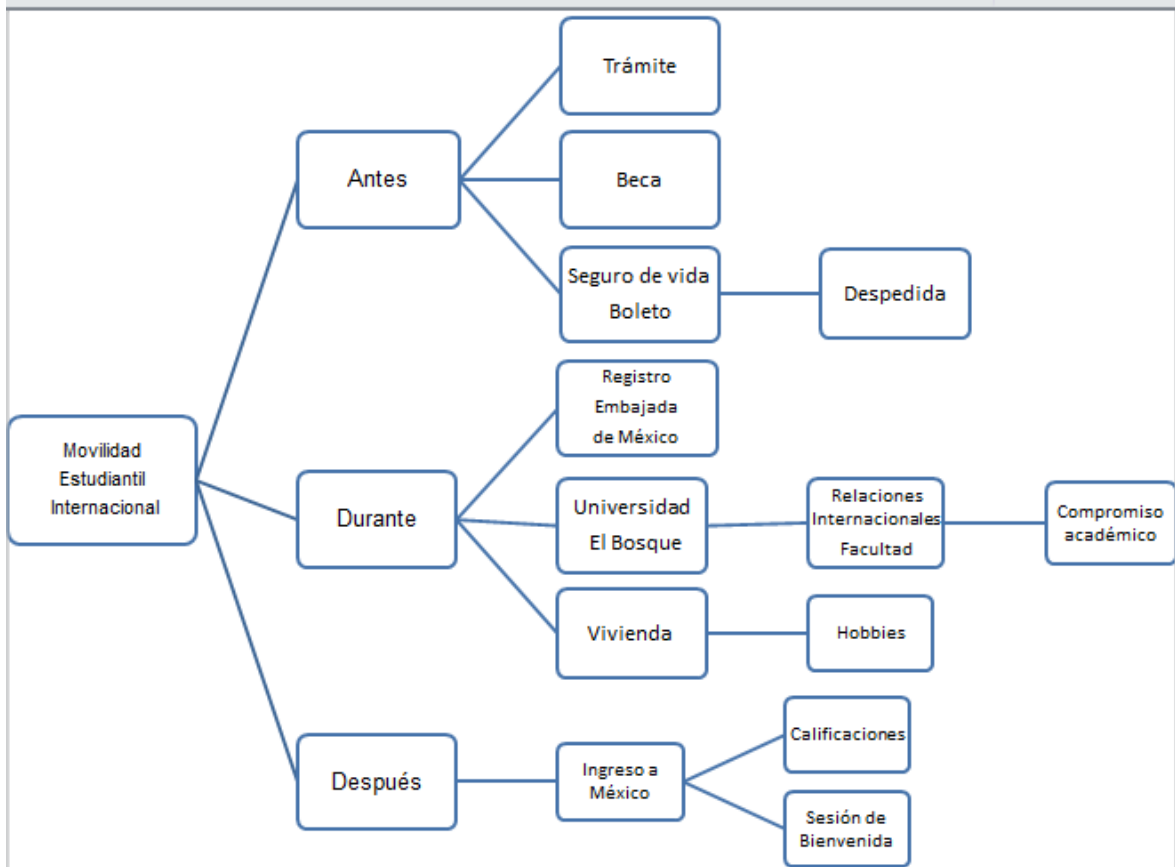 Movilidad
Estudiantil
Internacional
Antes
Trámite
Beca
Seguro de vida
Boleto
Despedida
Durante
Registro
Embajada
de México
Universidad
El Bosque
Relaciones
Internacionales
Facultad
Compromiso
académico
Vivienda
Hobbies
Después
Ingreso a
México
Calificaciones
Sesión de
Bienvenida